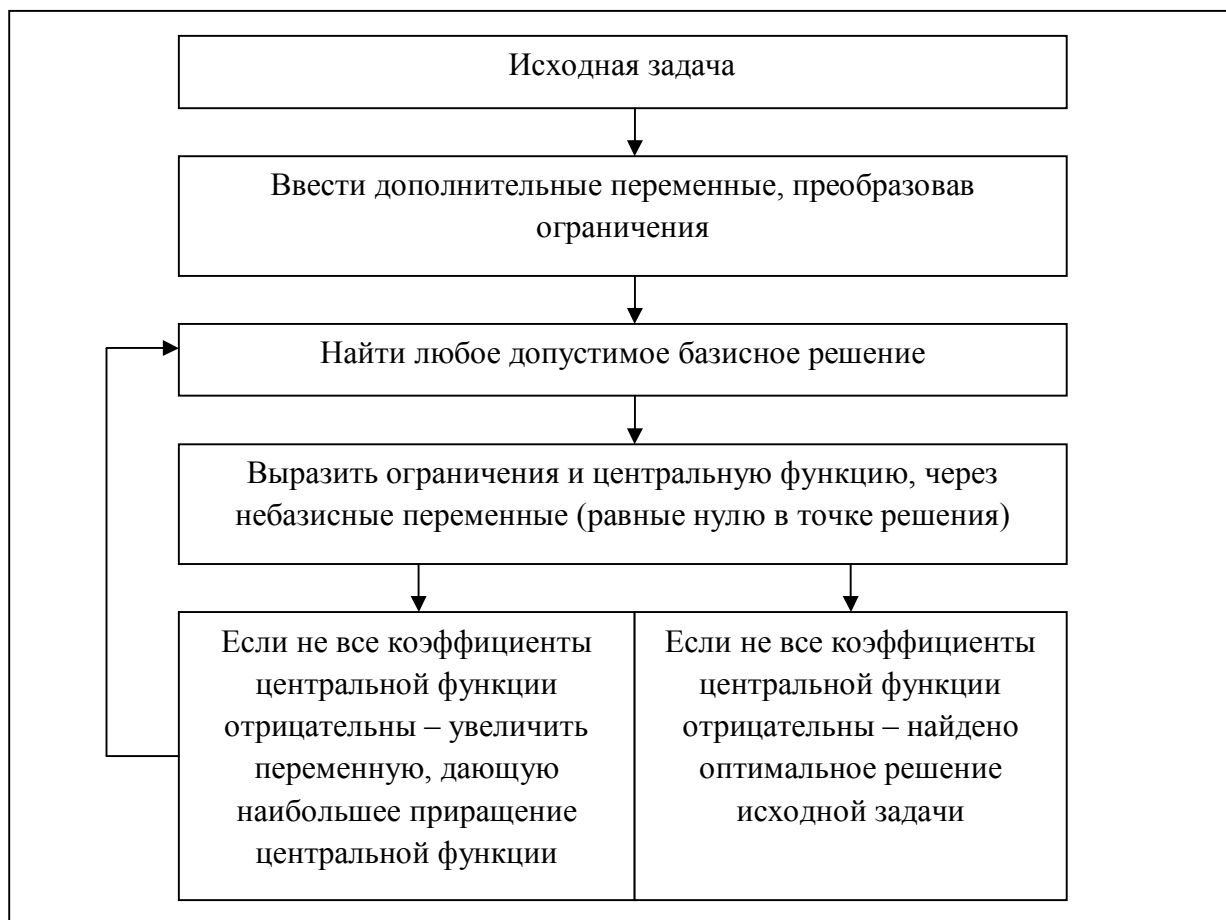 Исходная задача
Ввести дополнительные переменные, преобразовав
ограничения
Найти любое допустимое базисное решение
Выразить ограничения и центральную функцию, через
небазисные переменные (равные нулю в точке решения)
Если не все коэффициенты
центральной функции
отрицательны – увеличить
переменную, дающую
наибольшее приращение
центральной функции
Если не все коэффициенты
центральной функции
отрицательны – найдено
оптимальное решение
исходной задачи